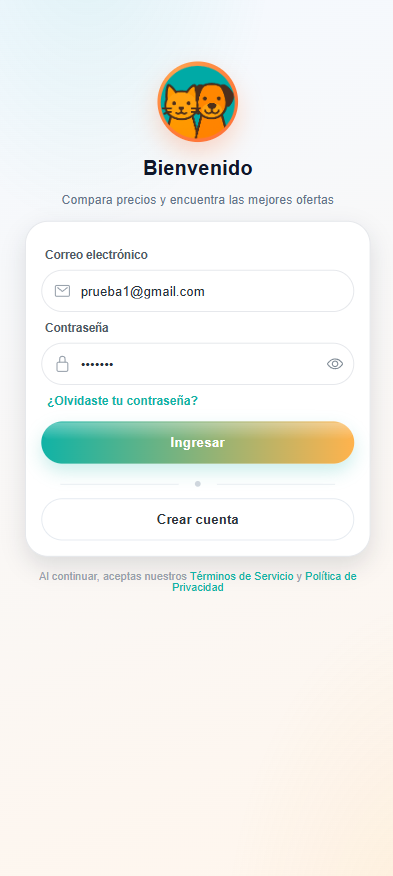 Bienvenido
Compara precios y encuentra las mejores ofertas
Correo electrónico
prueba1@gmail.com
Contraseña
•••••••
¿Olvidaste tu contraseña?
Ingresar
Crear cuenta
Al continuar, aceptas nuestros Términos de Servicio y Política de
Privacidad